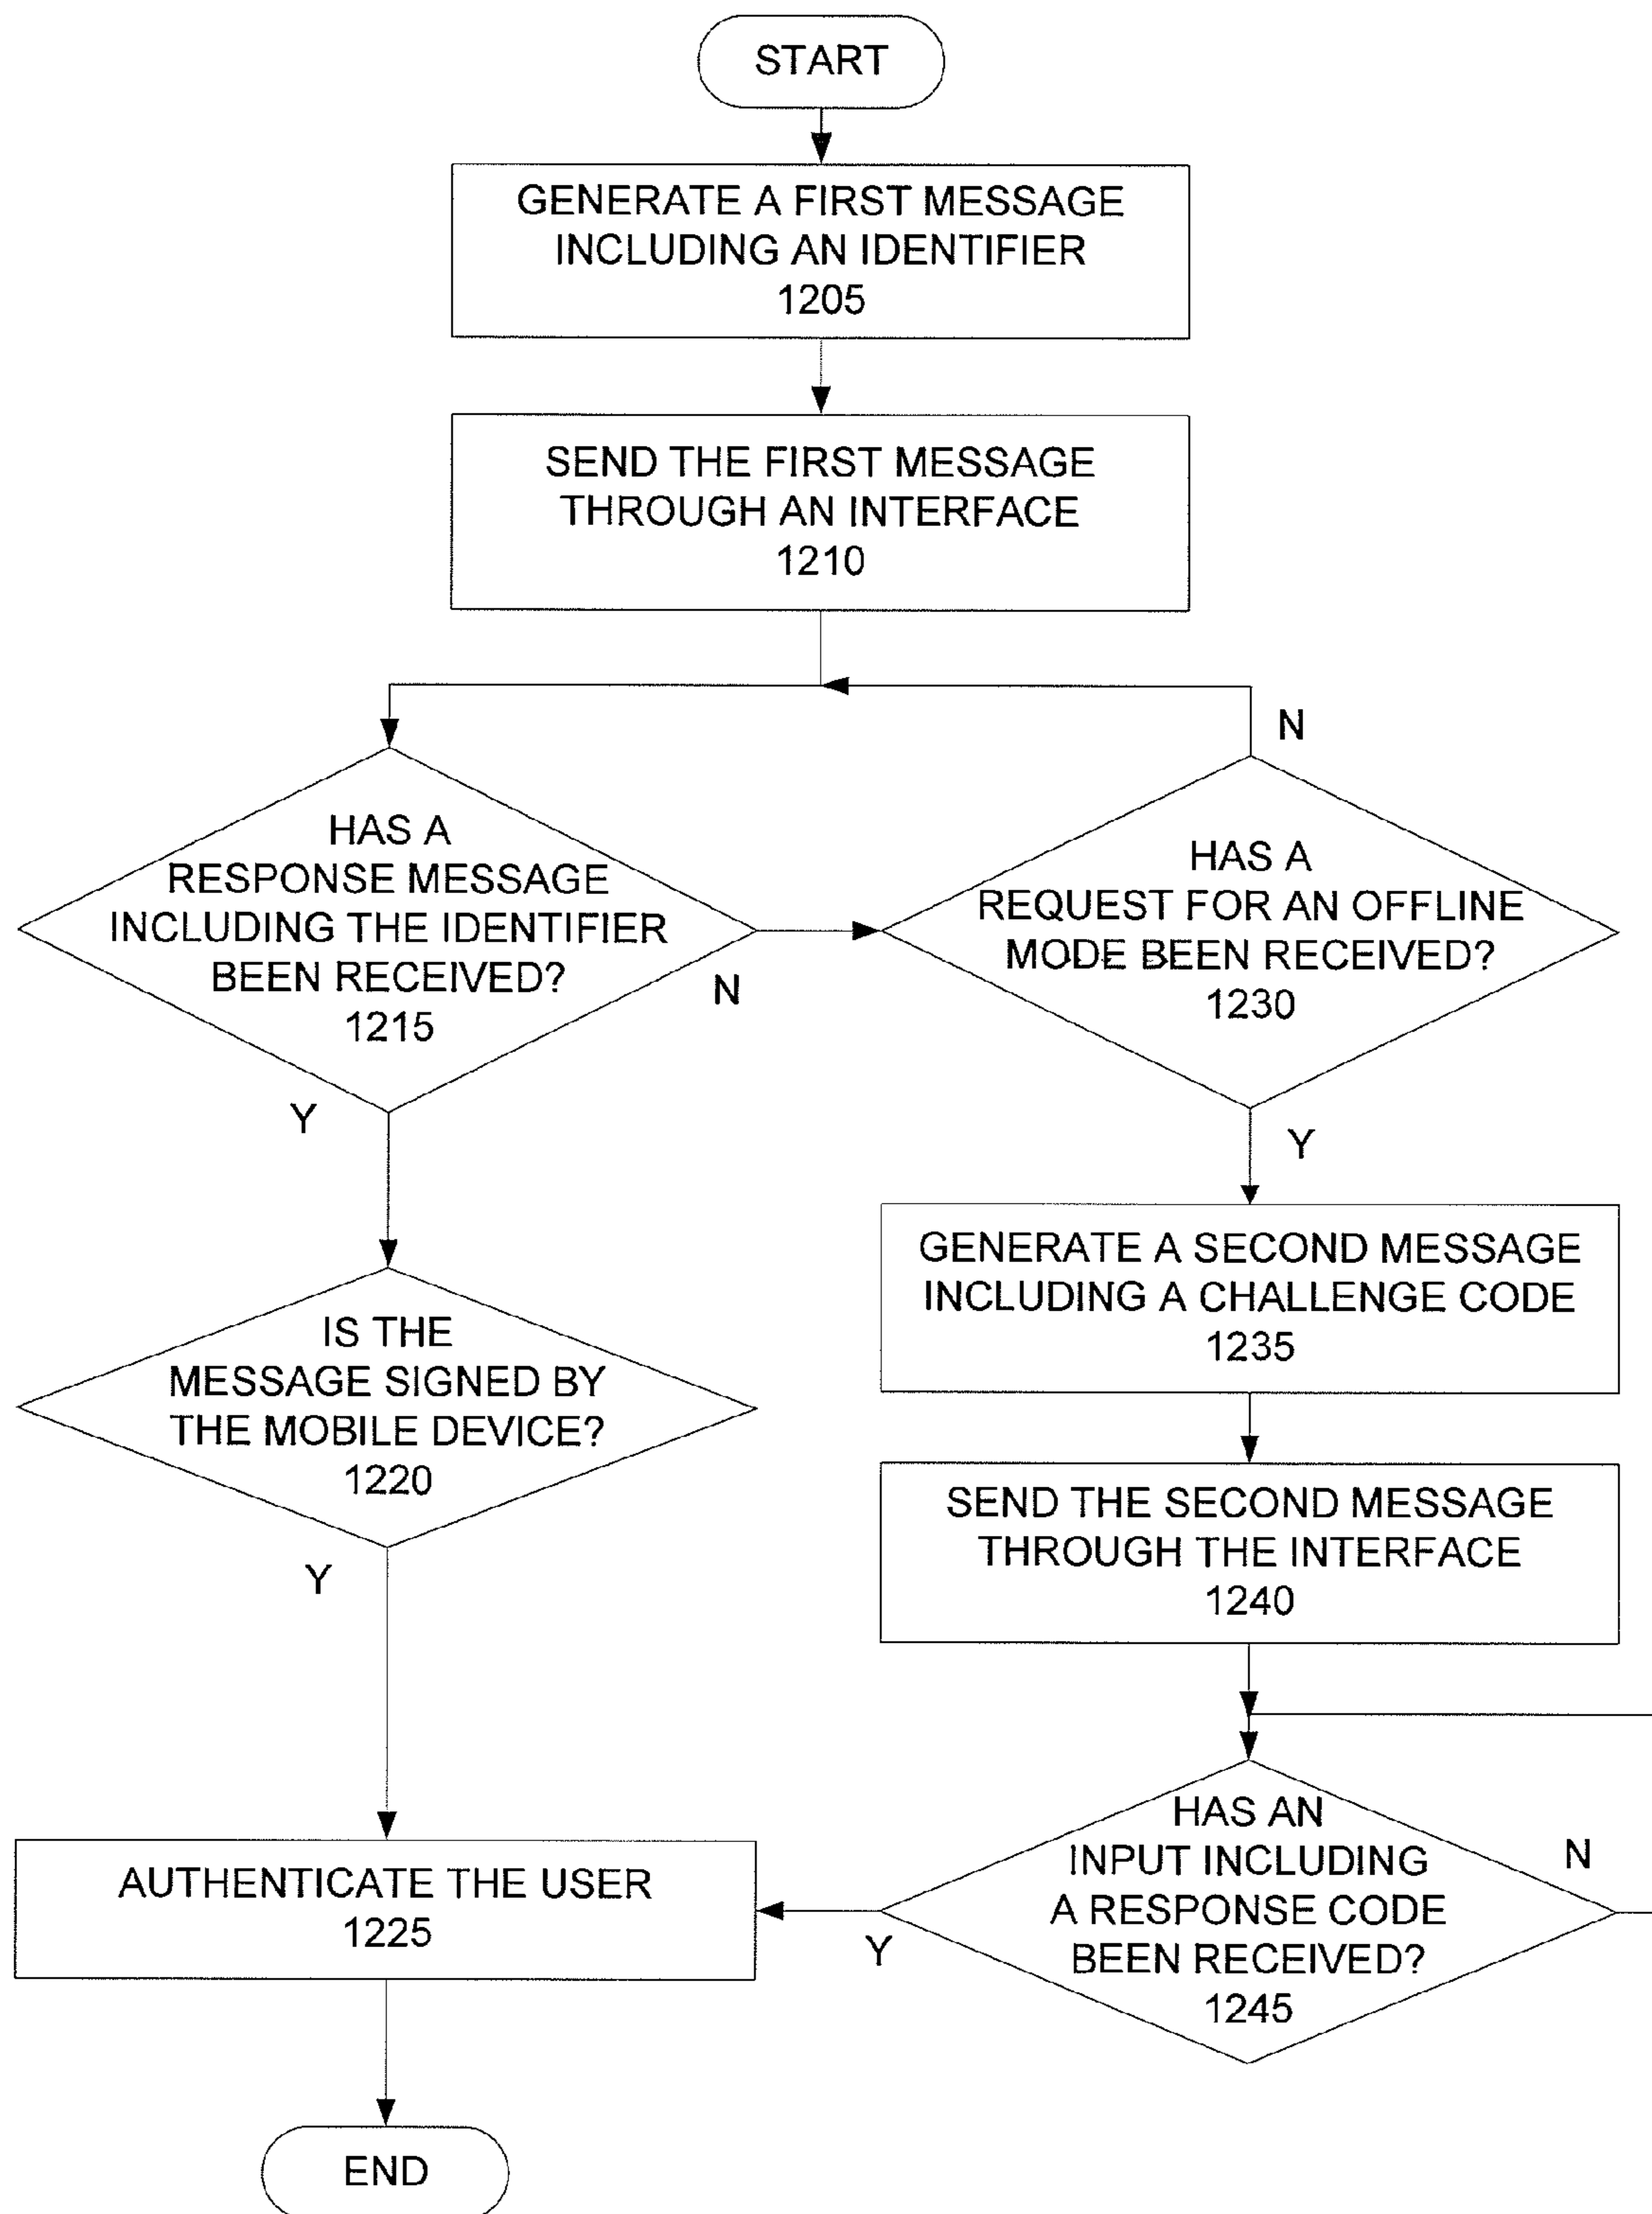 START
GENERATE A FIRST MESSAGE
INCLUDING AN IDENTIFIER
1205
SEND THE FIRST MESSAGE
THROUGH AN INTERFACE
1210
N
HAS A
RESPONSE MESSAGE
INCLUDING THE IDENTIFIER
BEEN RECEIVED?
1215
N
Y
HAS A
REQUEST FOR AN OFFLINE
MODE BEEN RECEIVED?
1230
Y
IS THE
MESSAGE SIGNED BY
THE MOBILE DEVICE?
1220
Y
GENERATE A SECOND MESSAGE
INCLUDING A CHALLENGE CODE
1235
SEND THE SECOND MESSAGE
THROUGH THE INTERFACE
1240
HAS AN
INPUT INCLUDING
A RESPONSE CODE
BEEN RECEIVED?
1245
N
Y
AUTHENTICATE THE USER
1225
END